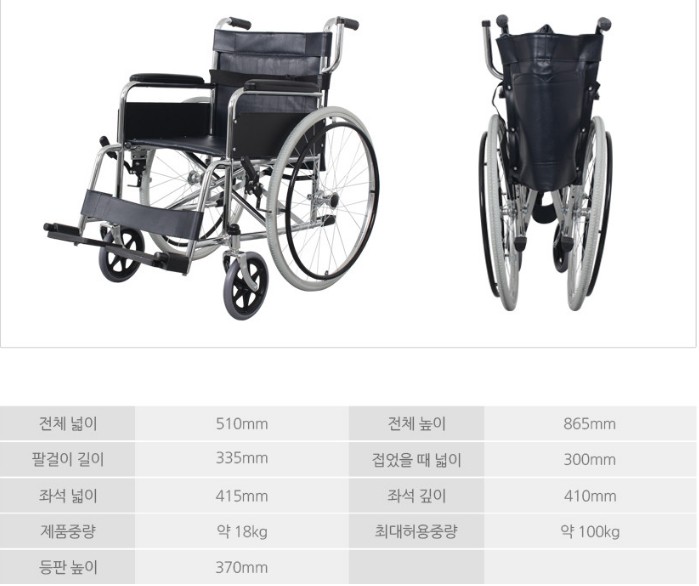 전체 넓이 510mm 전체 높이 865mm
팔걸이 길이 335mm 접었을 때 넓이 300mm
좌석 넓이 415mm 좌석 깊이 410mm
제품중량 약 18kg 최대허용중량 약 100kg
등판 높이 370mm